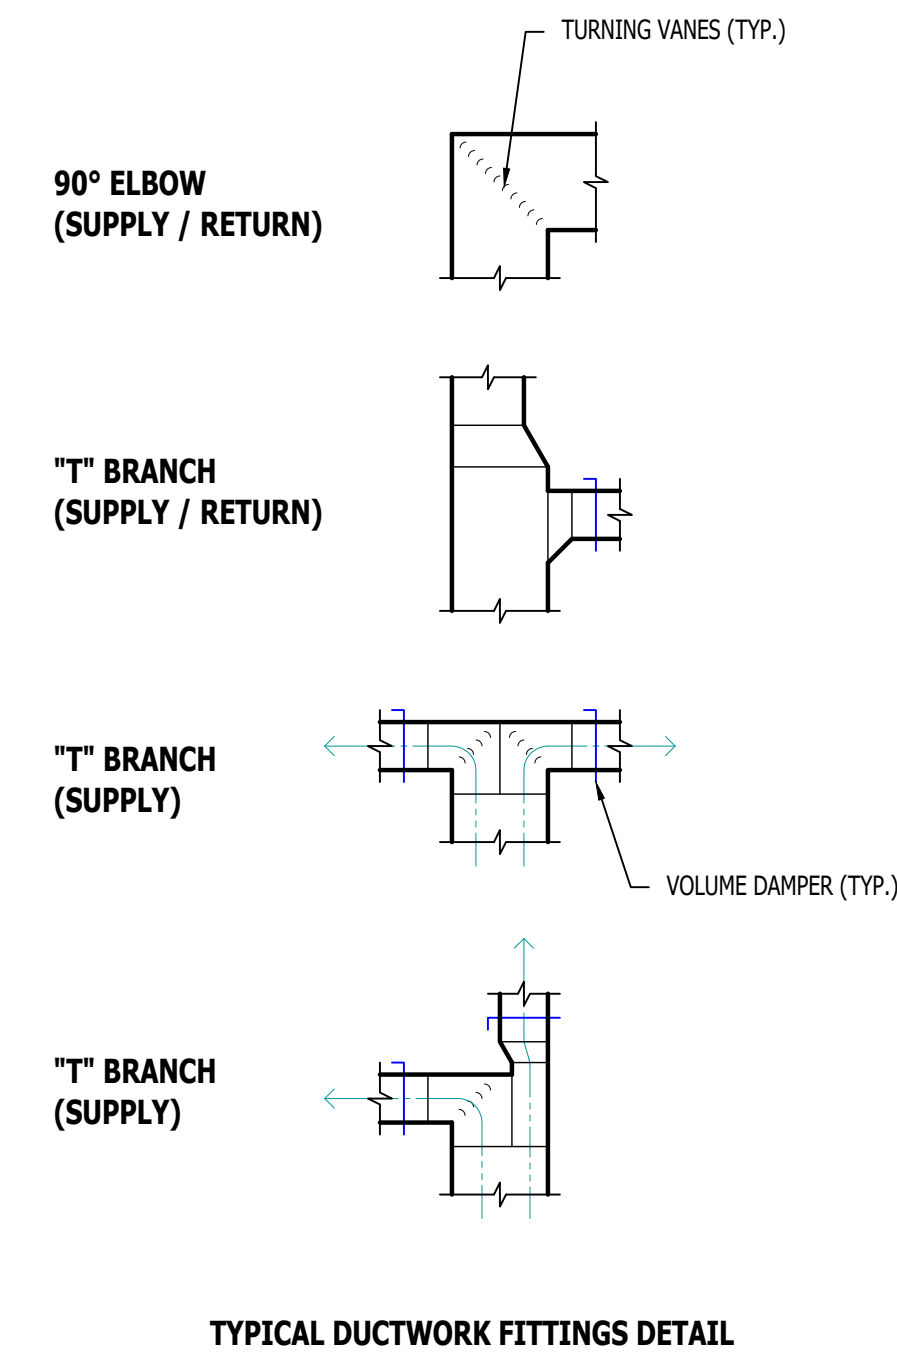 TURNING VANES (TYP.)
90° ELBOW
(SUPPLY / RETURN)
"T" BRANCH
(SUPPLY / RETURN)
"T" BRANCH
(SUPPLY)
VOLUME DAMPER (TYP.)
"T" BRANCH
(SUPPLY)
TYPICAL DUCTWORK FITTINGS DETAIL